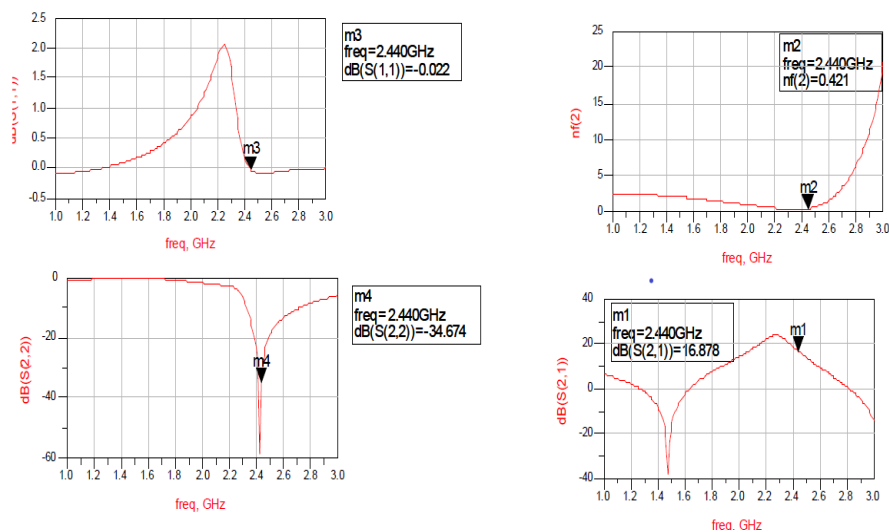 2.5
2.0
1.5
1.0
0.5
0.0
-0.5
dB(S(1,1))
m3
1.0 1.2 1.4 1.6 1.8 2.0 2.2 2.4 2.6 2.8 3.0
freq, GHz
m3
freq=2.440GHz
dB(S(1,1))=-0.022
25
20
15
10
5
0
nf(2)
m2
freq=2.440GHz
nf(2)=0.421
m2
1.0 1.2 1.4 1.6 1.8 2.0 2.2 2.4 2.6 2.8 3.0
freq, GHz
0
-20
-40
-60
dB(S(2,2))
m4
1.0 1.2 1.4 1.6 1.8 2.0 2.2 2.4 2.6 2.8 3.0
freq, GHz
m4
freq=2.440GHz
dB(S(2,2))=-34.674
40
20
0
-20
-40
dB(S(2,1))
m1
freq=2.440GHz
dB(S(2,1))=16.878
m1
1.0 1.2 1.4 1.6 1.8 2.0 2.2 2.4 2.6 2.8 3.0
freq, GHz